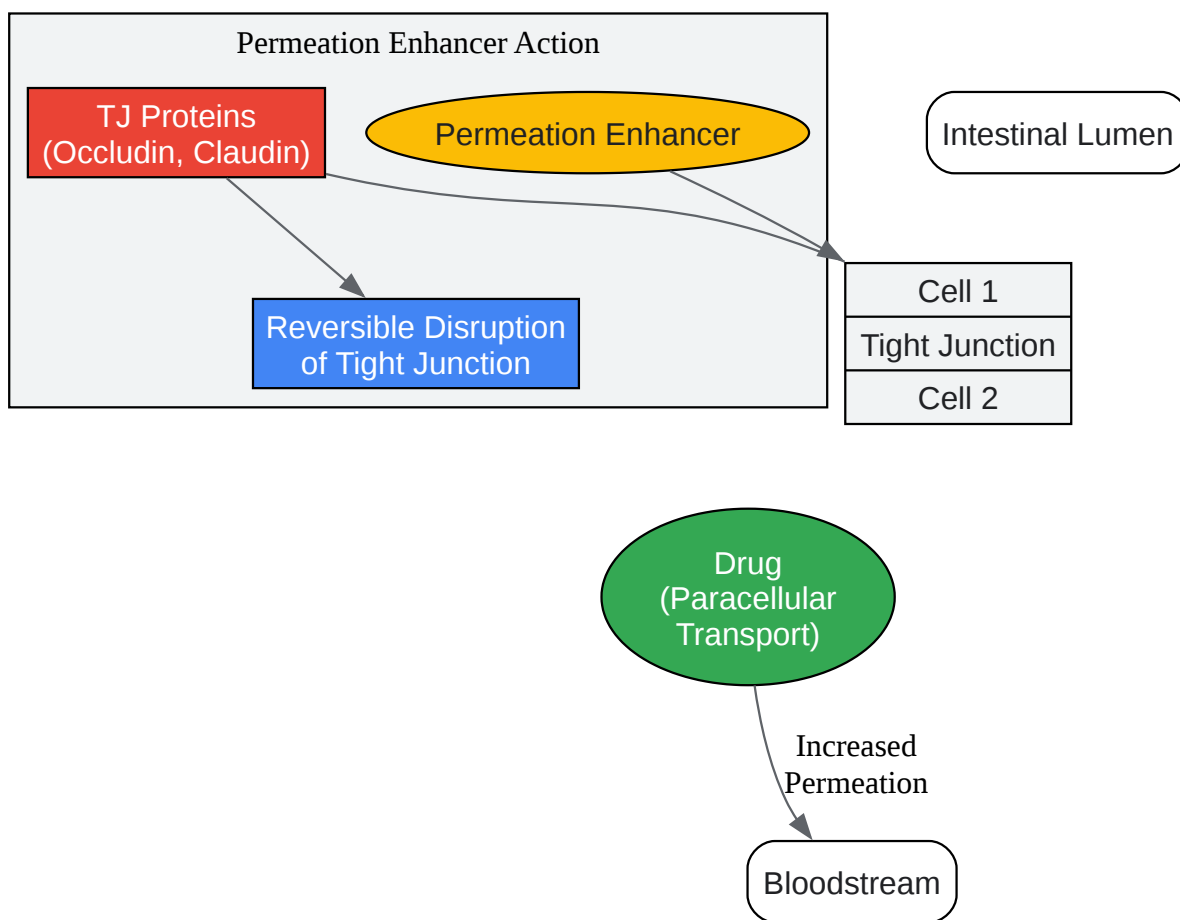 Permeation Enhancer Action
TJ Proteins
(Occludin, Claudin)
Permeation Enhancer
Intestinal Lumen
Reversible Disruption
of Tight Junction
Cell 1
Tight Junction
Cell 2
Drug
(Paracellular
Transport)
Increased
Permeation
Bloodstream